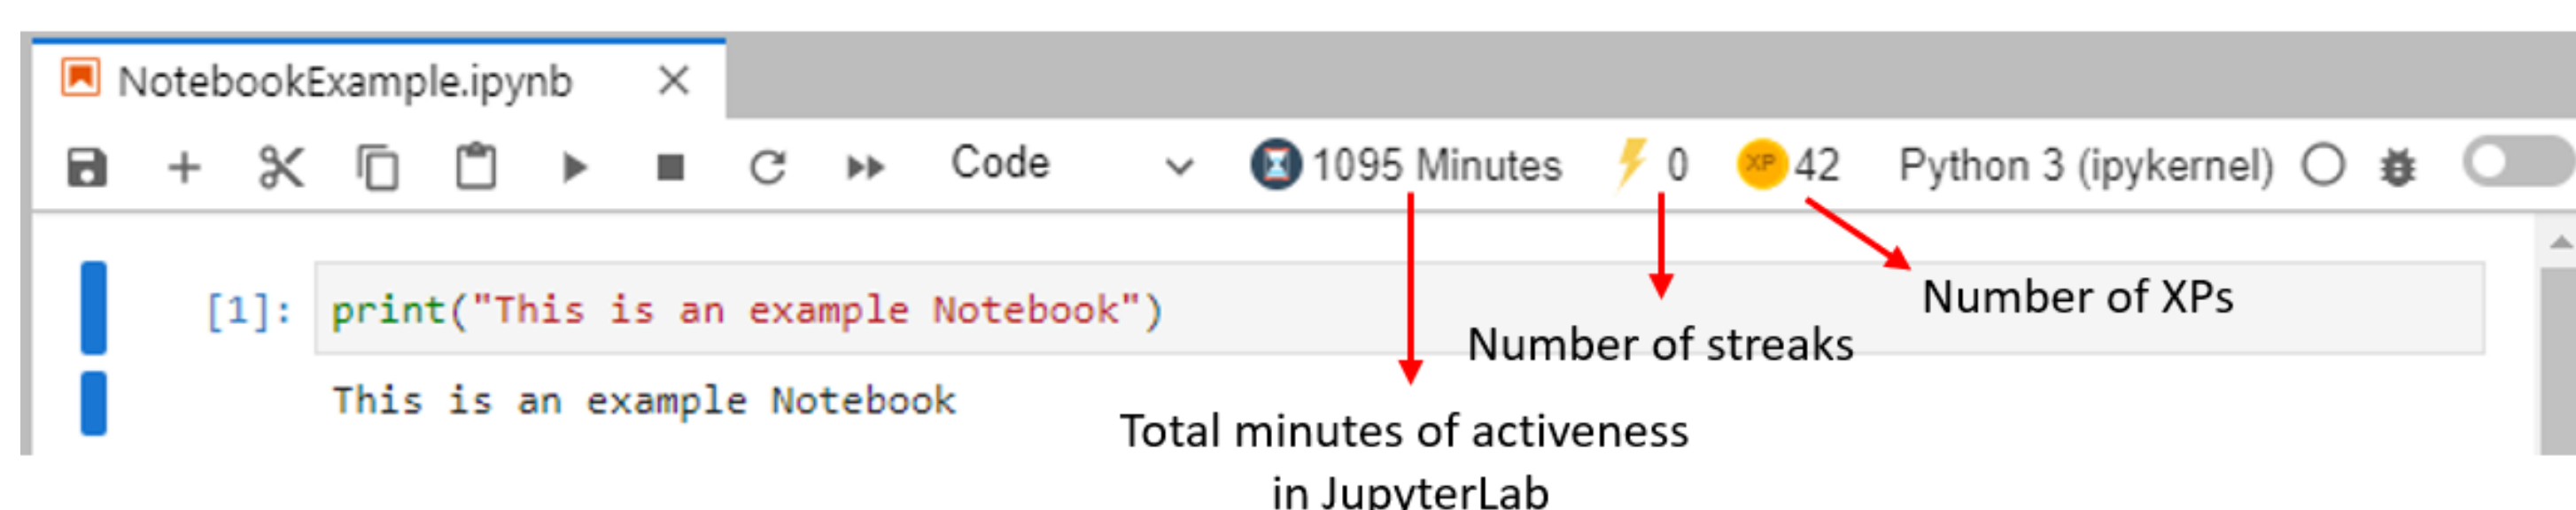 NotebookExample.ipynb
Code 1095 Minutes 0 XP 42 Python 3 (ipykernel)
[1]: print("This is an example Notebook")
Number of XPs
Number of streaks
This is an example Notebook
Total minutes of activeness
in JupyterLab